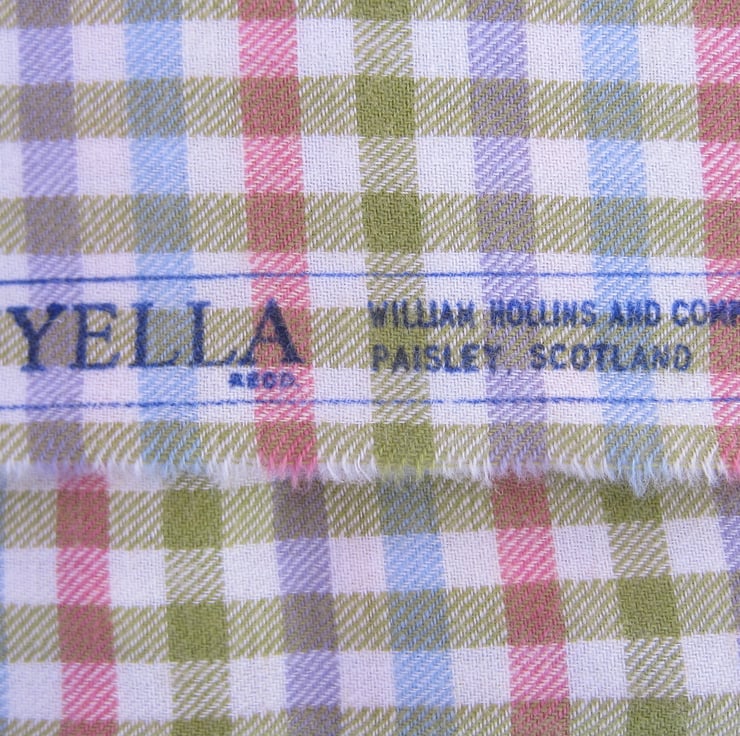 YELLA
REGD.
WILLIAM HOLLINS AND COMP
PAISLEY, SCOTLAND